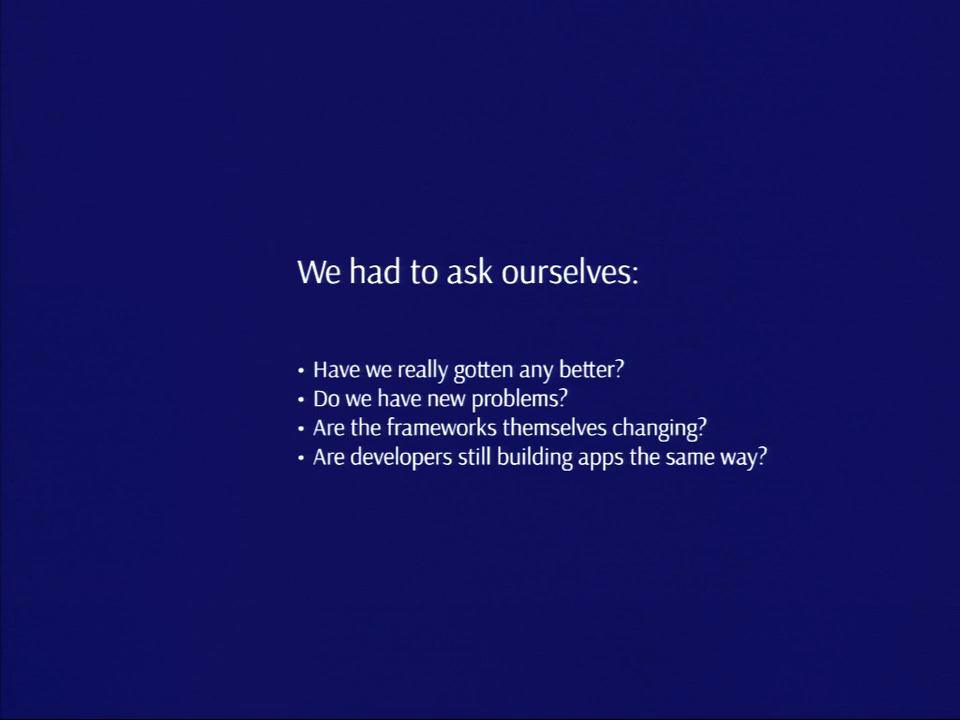 We had to ask ourselves:
• Have we really gotten any better?
• Do we have new problems?
• Are the frameworks themselves changing?
• Are developers still building apps the same way?